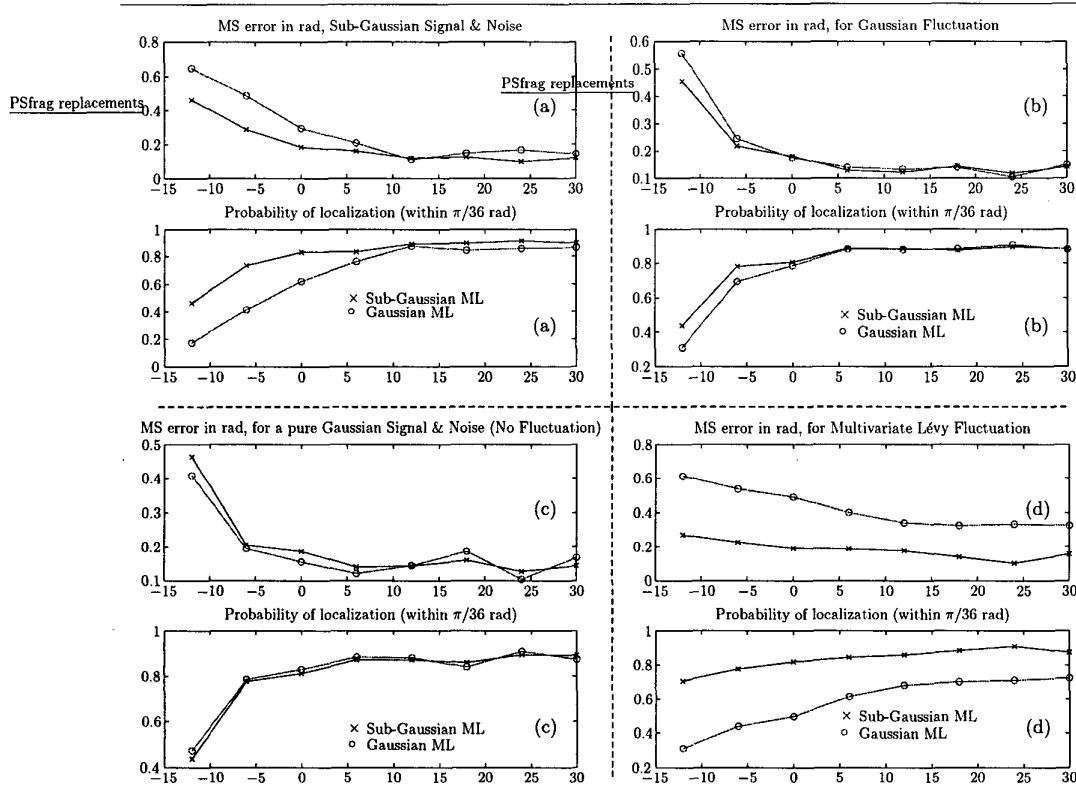 MS error in rad, Sub-Gaussian Signal & Noise
0.8
0.6
0.4
0.2
0
PSfrag replacements
(a)
−15 −10 −5 0 5 10 15 20 25 30
Probability of localization (within π/36 rad)
1
0.8
0.6
0.4
0.2
0
× Sub-Gaussian ML
○ Gaussian ML
(a)
−15 −10 −5 0 5 10 15 20 25 30
MS error in rad, for Gaussian Fluctuation
0.6
0.5
0.4
0.3
0.2
0.1
PSfrag replacements
(b)
−15 −10 −5 0 5 10 15 20 25 30
Probability of localization (within π/36 rad)
1
0.8
0.6
0.4
0.2
× Sub-Gaussian ML
○ Gaussian ML
(b)
−15 −10 −5 0 5 10 15 20 25 30
MS error in rad, for a pure Gaussian Signal & Noise (No Fluctuation)
0.5
0.4
0.3
0.2
0.1
(c)
−15 −10 −5 0 5 10 15 20 25 30
Probability of localization (within π/36 rad)
1
0.8
0.6
0.4
× Sub-Gaussian ML
○ Gaussian ML
(c)
−15 −10 −5 0 5 10 15 20 25 30
MS error in rad, for Multivariate Lévy Fluctuation
0.8
0.6
0.4
0.2
0
(d)
−15 −10 −5 0 5 10 15 20 25 30
Probability of localization (within π/36 rad)
1
0.8
0.6
0.4
0.2
× Sub-Gaussian ML
○ Gaussian ML
(d)
−15 −10 −5 0 5 10 15 20 25 30